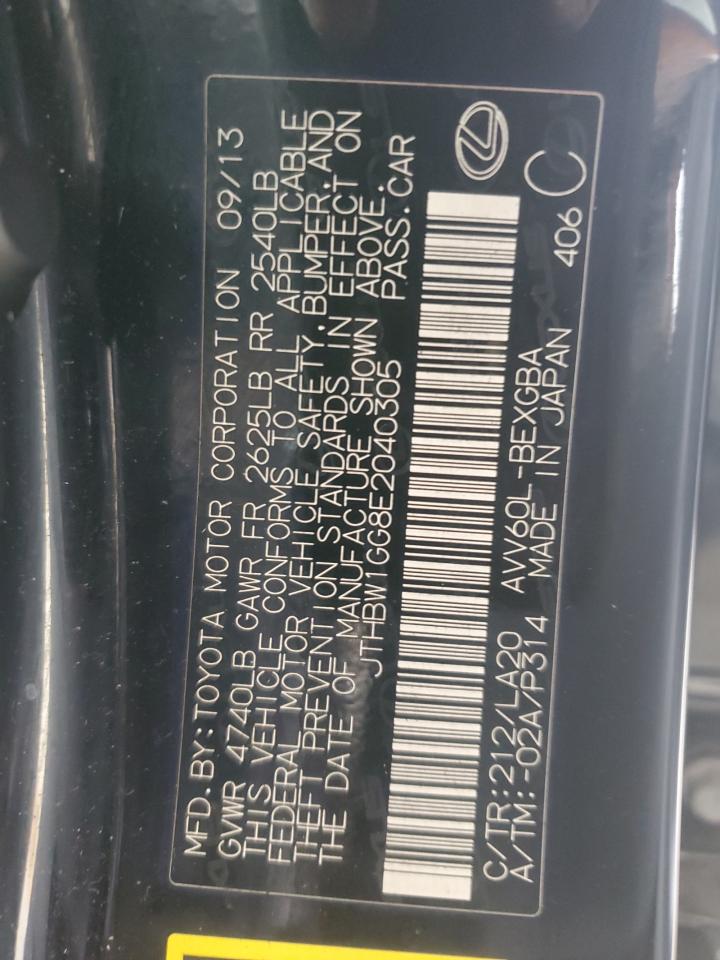 MFD.BY:TOYOTA MOTOR CORPORATION 09/13
GVWR 4740LB GAWR FR 2625LB RR 2540LB
THIS VEHICLE CONFORMS TO ALL APPLICABLE
FEDERAL MOTOR VEHICLE SAFETY,BUMPER,AND
THEFT PREVENTION STANDARDS IN EFFECT ON
THE DATE OF MANUFACTURE SHOWN ABOVE.
JTHBW1GG8E2040305 PASS.CAR
C/TR:212/LA20 AVV60L-BEXGBA
A/TM:-02A/P314 MADE IN JAPAN 406 C